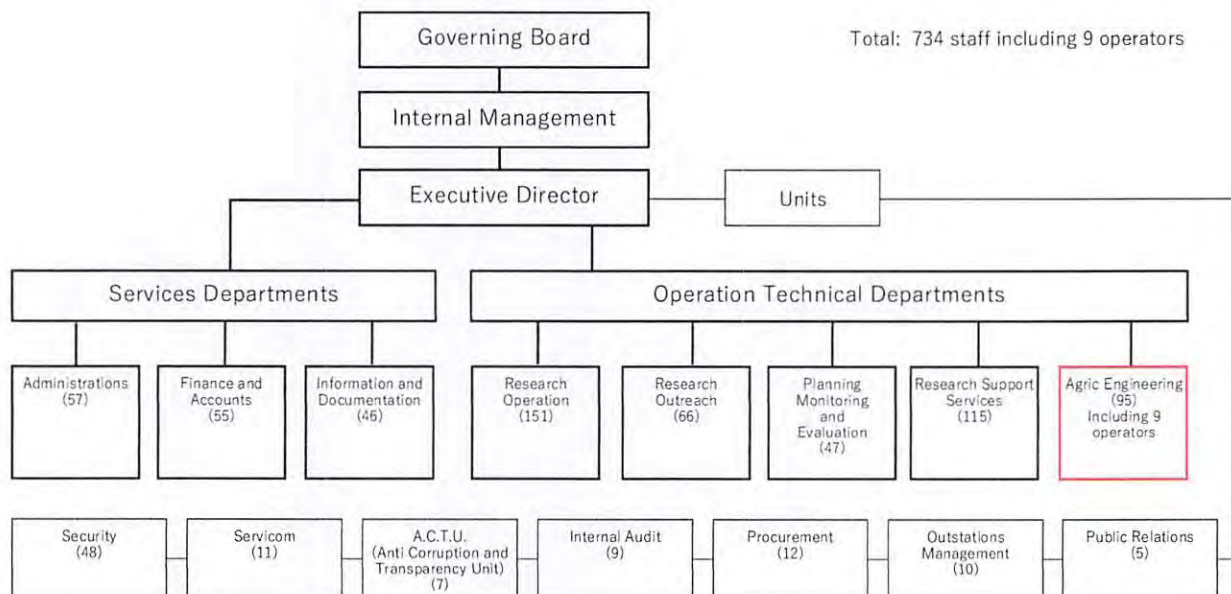 Governing Board
Total: 734 staff including 9 operators
Internal Management
Executive Director
Units
Services Departments
Operation Technical Departments
Administrations
(57)
Finance and
Accounts
(55)
Information and
Documentation
(46)
Research
Operation
(151)
Research
Outreach
(66)
Planning
Monitoring
and
Evaluation
(47)
Research Support
Services
(115)
Agric Engineering
(95)
Including 9
operators
Security
(48)
Servicom
(11)
A.C.T.U.
(Anti Corruption and
Transparency Unit)
(7)
Internal Audit
(9)
Procurement
(12)
Outstations
Management
(10)
Public Relations
(5)